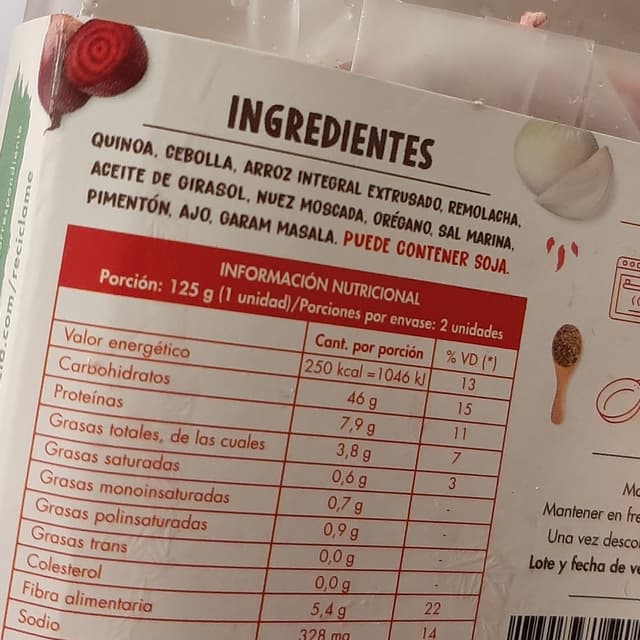 INGREDIENTES
QUINOA, CEBOLLA, ARROZ INTEGRAL EXTRUSADO, REMOLACHA,
ACEITE DE GIRASOL, NUEZ MOSCADA, ORÉGANO, SAL MARINA,
PIMENTÓN, AJO, GARAM MASALA. PUEDE CONTENER SOJA.
INFORMACIÓN NUTRICIONAL
Porción: 125 g (1 unidad)/Porciones por envase: 2 unidades
Cant. por porción % VD (*)
Valor energético 250 kcal =1046 kJ 13
Carbohidratos 46 g 15
Proteínas 7,9 g 11
Grasas totales, de las cuales 3,8 g 7
Grasas saturadas 0,6 g 3
Grasas monoinsaturadas 0,7 g -
Grasas polinsaturadas 0,9 g -
Grasas trans 0,0 g -
Colesterol 0,0 g -
Fibra alimentaria 5,4 g 22
Sodio 328 mg 14
.com/reciclame
Mantener en fre
Una vez desco
Lote y fecha de ve